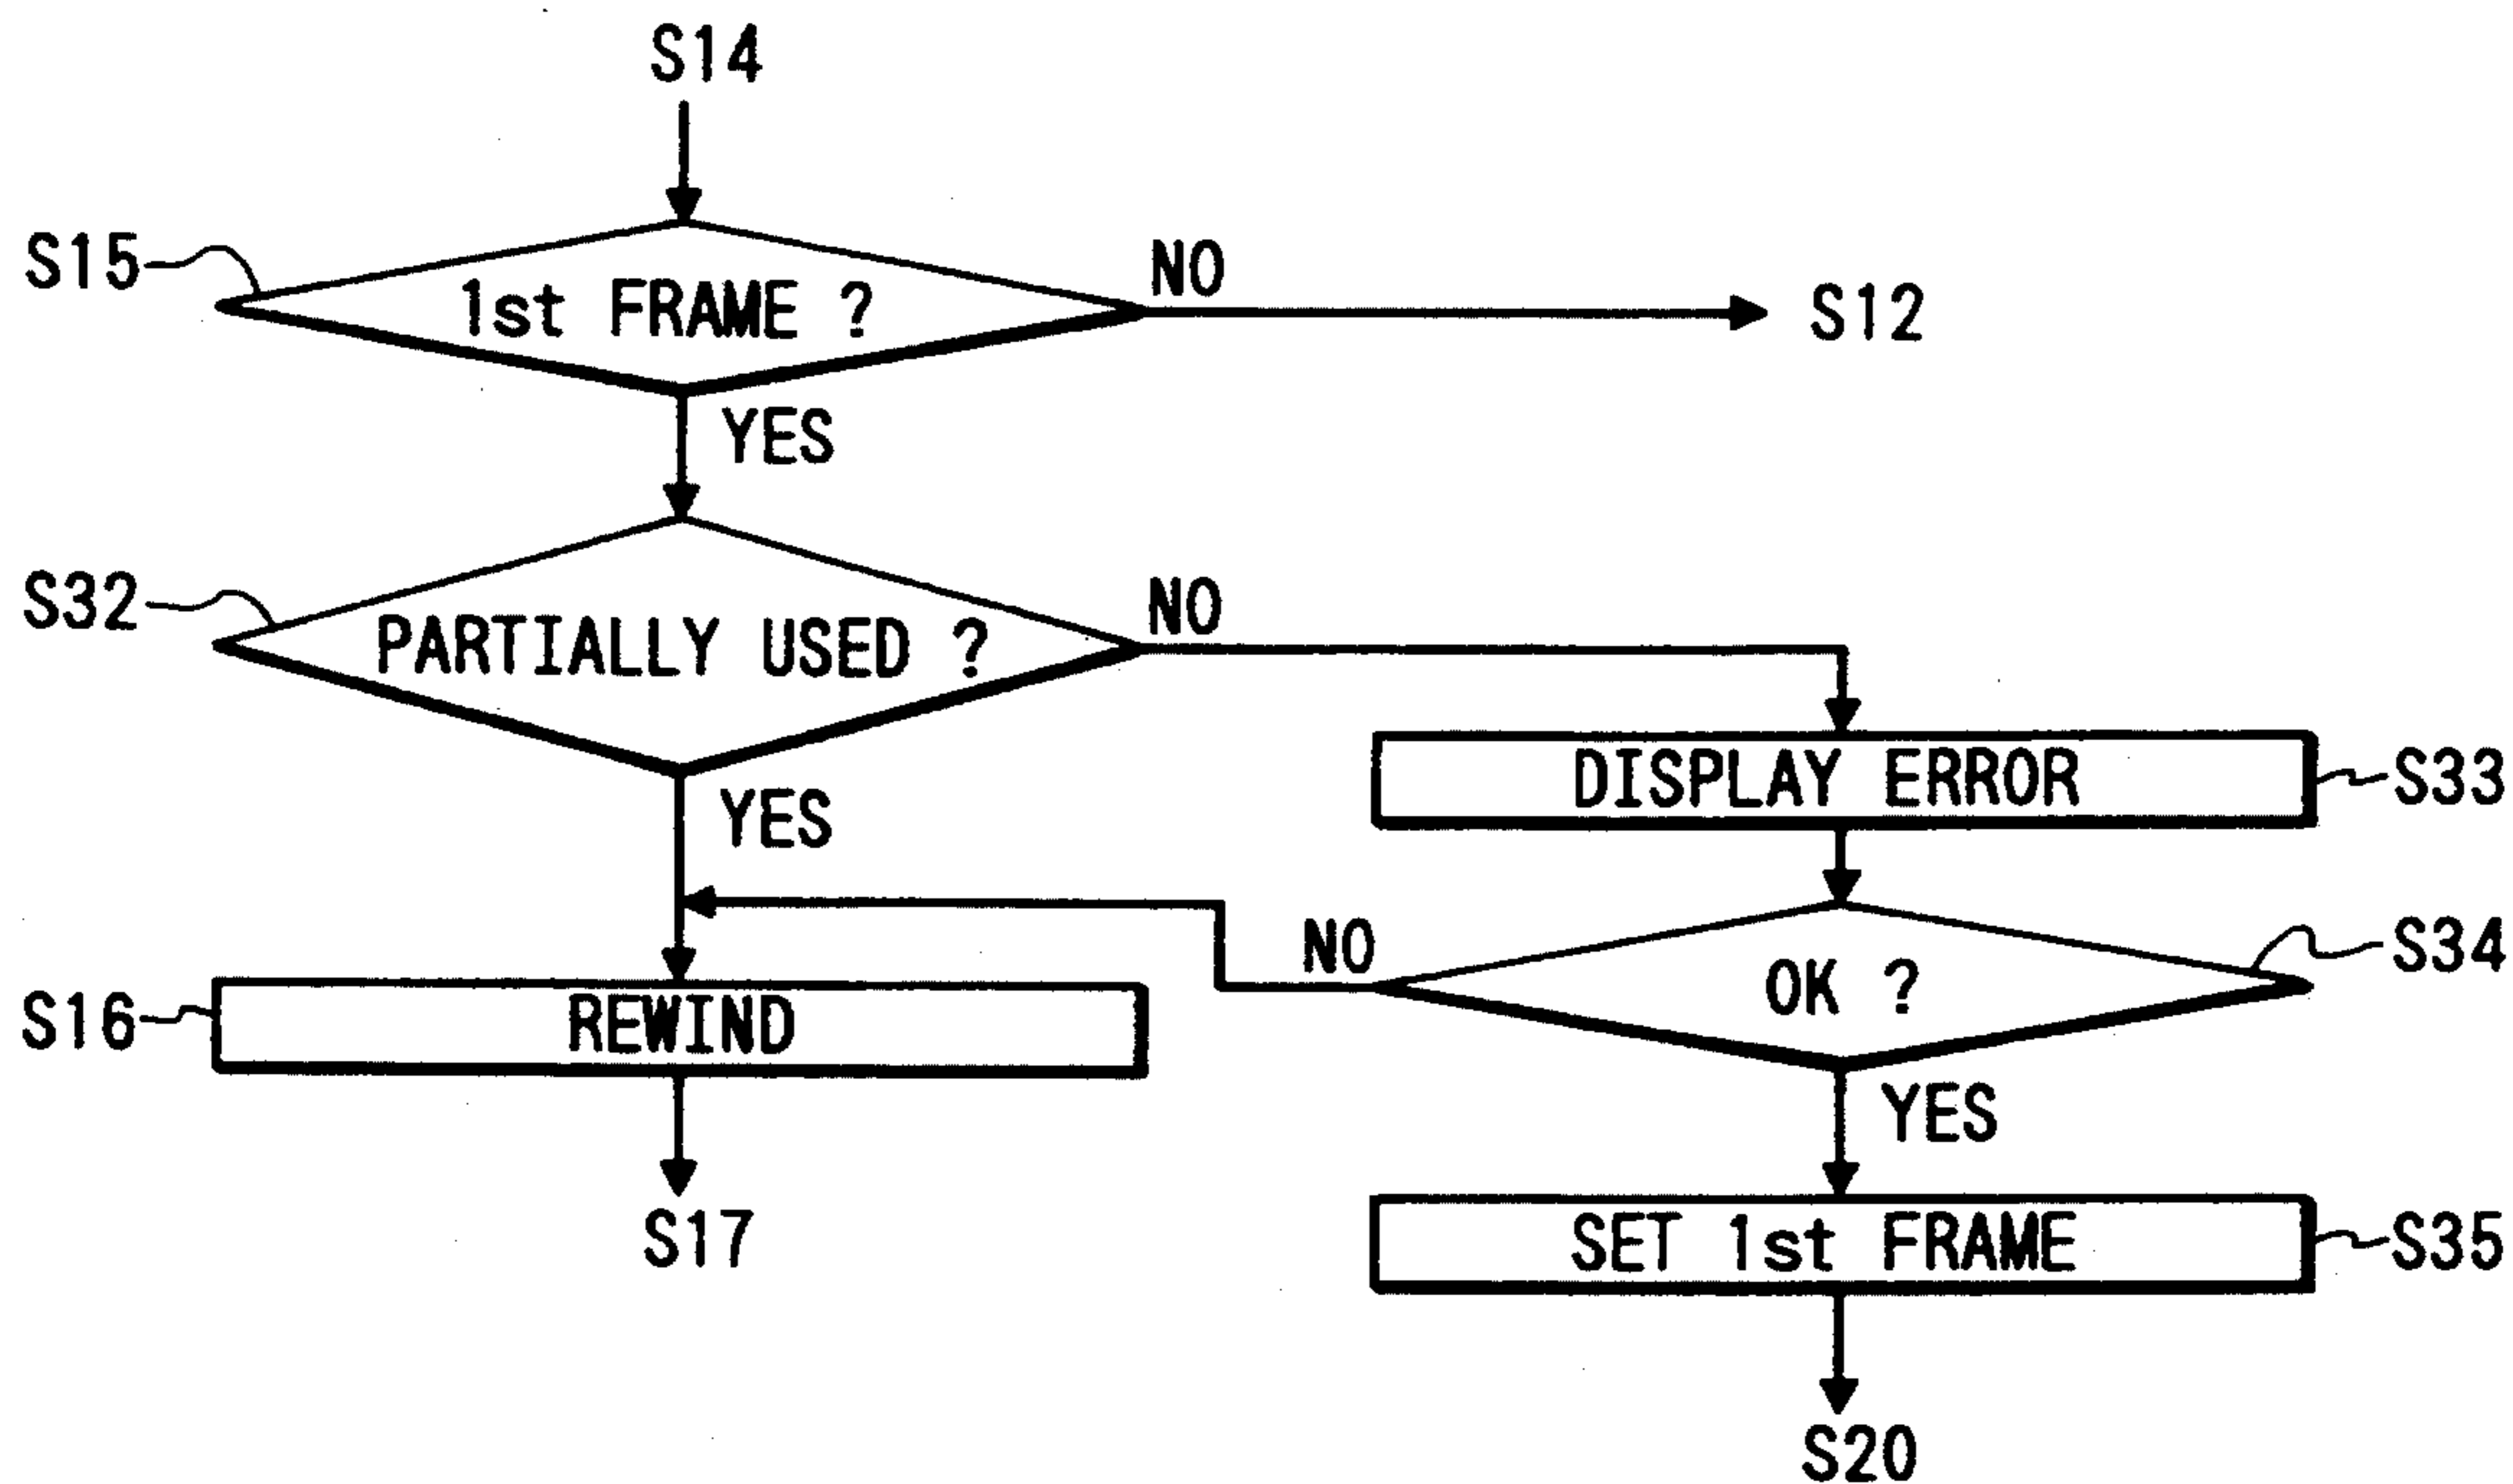 S14
S15
1st FRAME ?
NO
S12
YES
S32
PARTIALLY USED ?
NO
YES
DISPLAY ERROR
S33
NO
OK ?
S34
S16
REWIND
YES
S17
SET 1st FRAME
S35
S20